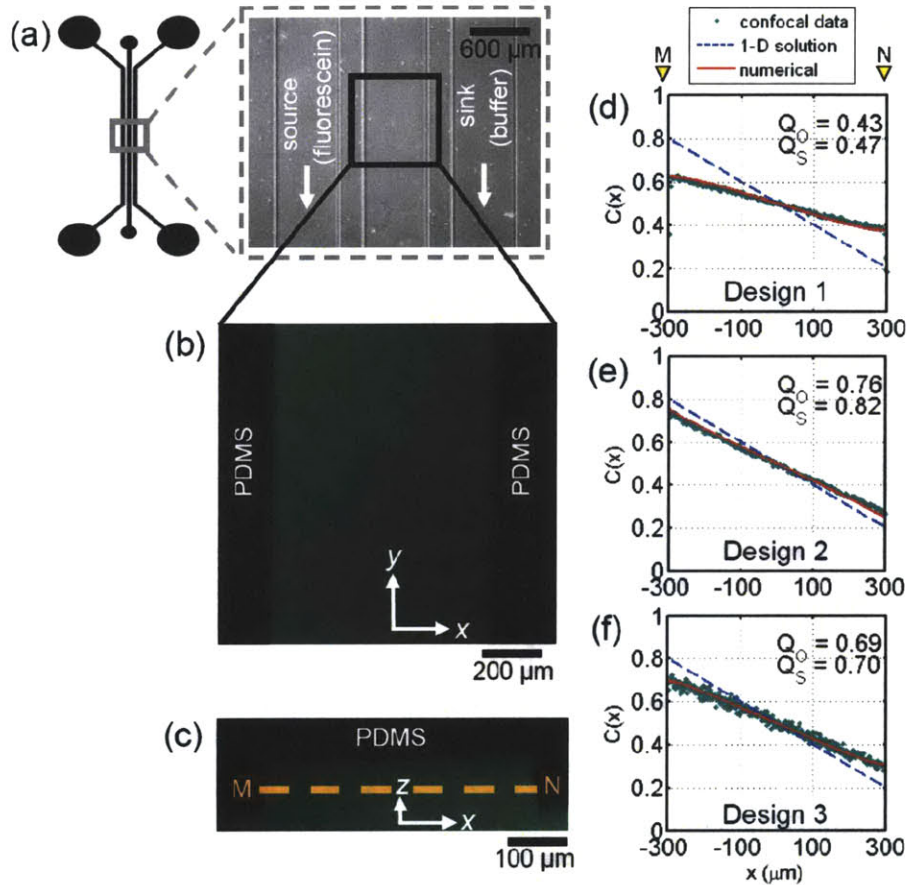 (a)
600 µm
source
(fluorescein)
sink
(buffer)
(b)
PDMS
PDMS
y
x
200 µm
(c)
PDMS
M
N
z
x
100 µm
confocal data
1-D solution
numerical
M
N
(d)
Q_O = 0.43
Q_S = 0.47
C(x)
1
0.8
0.6
0.4
0.2
0
Design 1
-300
-100
100
300
(e)
Q_O = 0.76
Q_S = 0.82
C(x)
1
0.8
0.6
0.4
0.2
0
Design 2
-300
-100
100
300
(f)
Q_O = 0.69
Q_S = 0.70
C(x)
1
0.8
0.6
0.4
0.2
0
Design 3
-300
-100
100
300
x (µm)